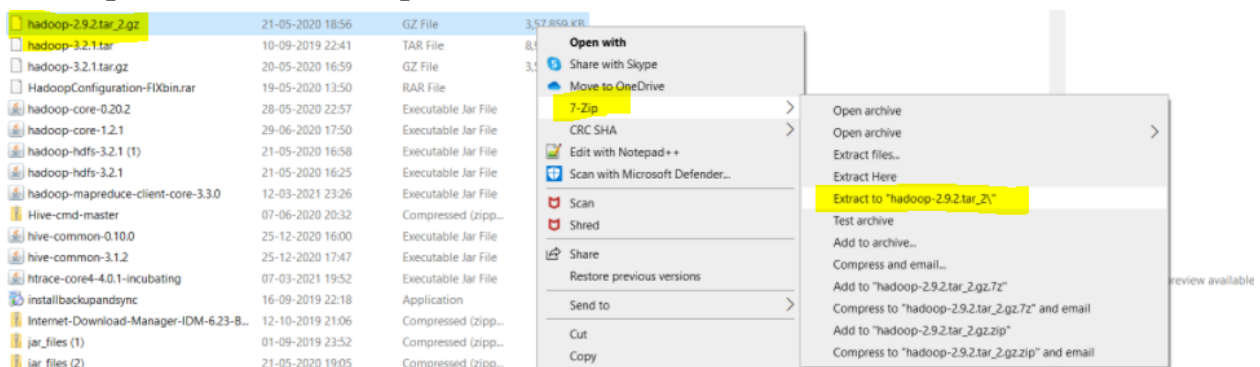 hadoop-2.9.2.tar_2.gz 21-05-2020 18:56 GZ File 3,57,859 KB
hadoop-3.2.1.tar 10-09-2019 22:41 TAR File
hadoop-3.2.1.tar.gz 20-05-2020 16:59 GZ File
HadoopConfiguration-FIXbin.rar 19-05-2020 13:50 RAR File
hadoop-core-0.20.2 28-05-2020 22:57 Executable Jar File
hadoop-core-1.2.1 29-06-2020 17:50 Executable Jar File
hadoop-hdfs-3.2.1 (1) 21-05-2020 16:58 Executable Jar File
hadoop-hdfs-3.2.1 21-05-2020 16:25 Executable Jar File
hadoop-mapreduce-client-core-3.3.0 12-03-2021 23:26 Executable Jar File
Hive-cmd-master 07-06-2020 20:32 Compressed (zipp...
hive-common-0.10.0 25-12-2020 16:00 Executable Jar File
hive-common-3.1.2 25-12-2020 17:47 Executable Jar File
htrace-core4-4.0.1-incubating 07-03-2021 19:52 Executable Jar File
installbackupandsync 16-09-2019 22:18 Application
Internet-Download-Manager-IDM-6.23-B... 12-10-2019 21:06 Compressed (zipp...
jar_files (1) 01-09-2019 23:52 Compressed (zipp...
jar_files (2) 21-05-2020 19:05 Compressed (zipp...
Open with
Share with Skype
Move to OneDrive
7-Zip
CRC SHA
Edit with Notepad++
Scan with Microsoft Defender...
Scan
Shred
Share
Restore previous versions
Send to
Cut
Copy
Open archive
Open archive
Extract files...
Extract Here
Extract to "hadoop-2.9.2.tar_2\"
Test archive
Add to archive...
Compress and email...
Add to "hadoop-2.9.2.tar_2.gz.7z"
Compress to "hadoop-2.9.2.tar_2.gz.7z" and email
Add to "hadoop-2.9.2.tar_2.gz.zip"
Compress to "hadoop-2.9.2.tar_2.gz.zip" and email
review available